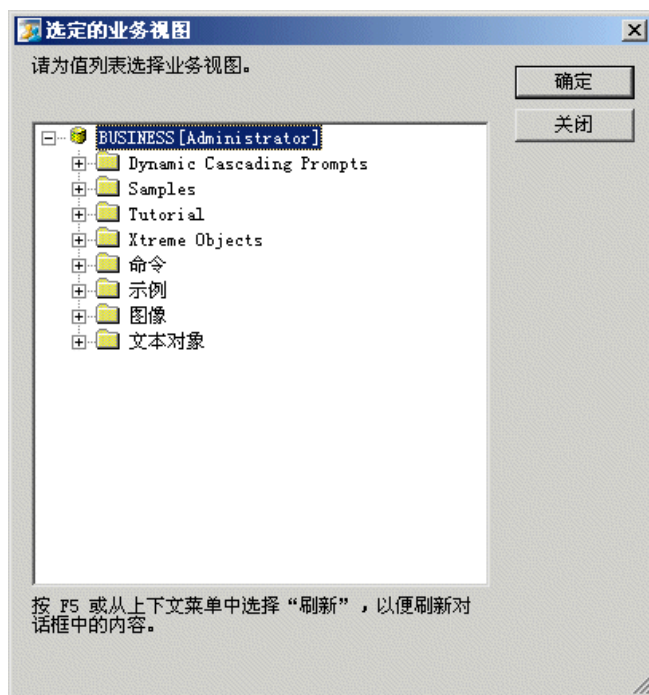 选定的业务视图
请为值列表选择业务视图。
确定
关闭
BUSINESS[Administrator]
Dynamic Cascading Prompts
Samples
Tutorial
Xtreme Objects
命令
示例
图像
文本对象
按 F5 或从上下文菜单中选择“刷新”，以便刷新对
话框中的内容。